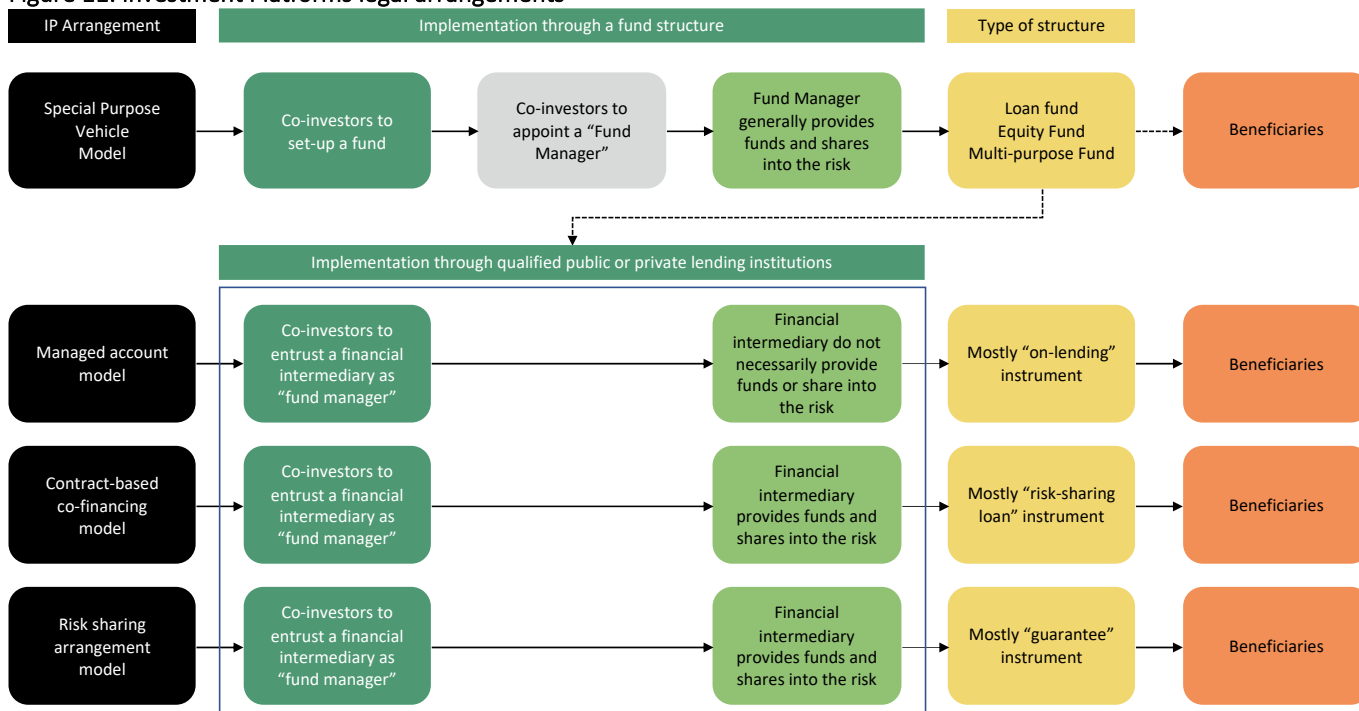 IP Arrangement
Implementation through a fund structure
Type of structure
Special Purpose
Vehicle
Model
Co-investors to
set-up a fund
Co-investors to
appoint a “Fund
Manager”
Fund Manager
generally provides
funds and shares
into the risk
Loan fund
Equity Fund
Multi-purpose Fund
Beneficiaries
Implementation through qualified public or private lending institutions
Managed account
model
Co-investors to
entrust a financial
intermediary as
“fund manager”
Financial
intermediary do not
necessarily provide
funds or share into
the risk
Mostly “on-lending”
instrument
Beneficiaries
Contract-based
co-financing
model
Co-investors to
entrust a financial
intermediary as
“fund manager”
Financial
intermediary
provides funds and
shares into the risk
Mostly “risk-sharing
loan” instrument
Beneficiaries
Risk sharing
arrangement
model
Co-investors to
entrust a financial
intermediary as
“fund manager”
Financial
intermediary
provides funds and
shares into the risk
Mostly “guarantee”
instrument
Beneficiaries